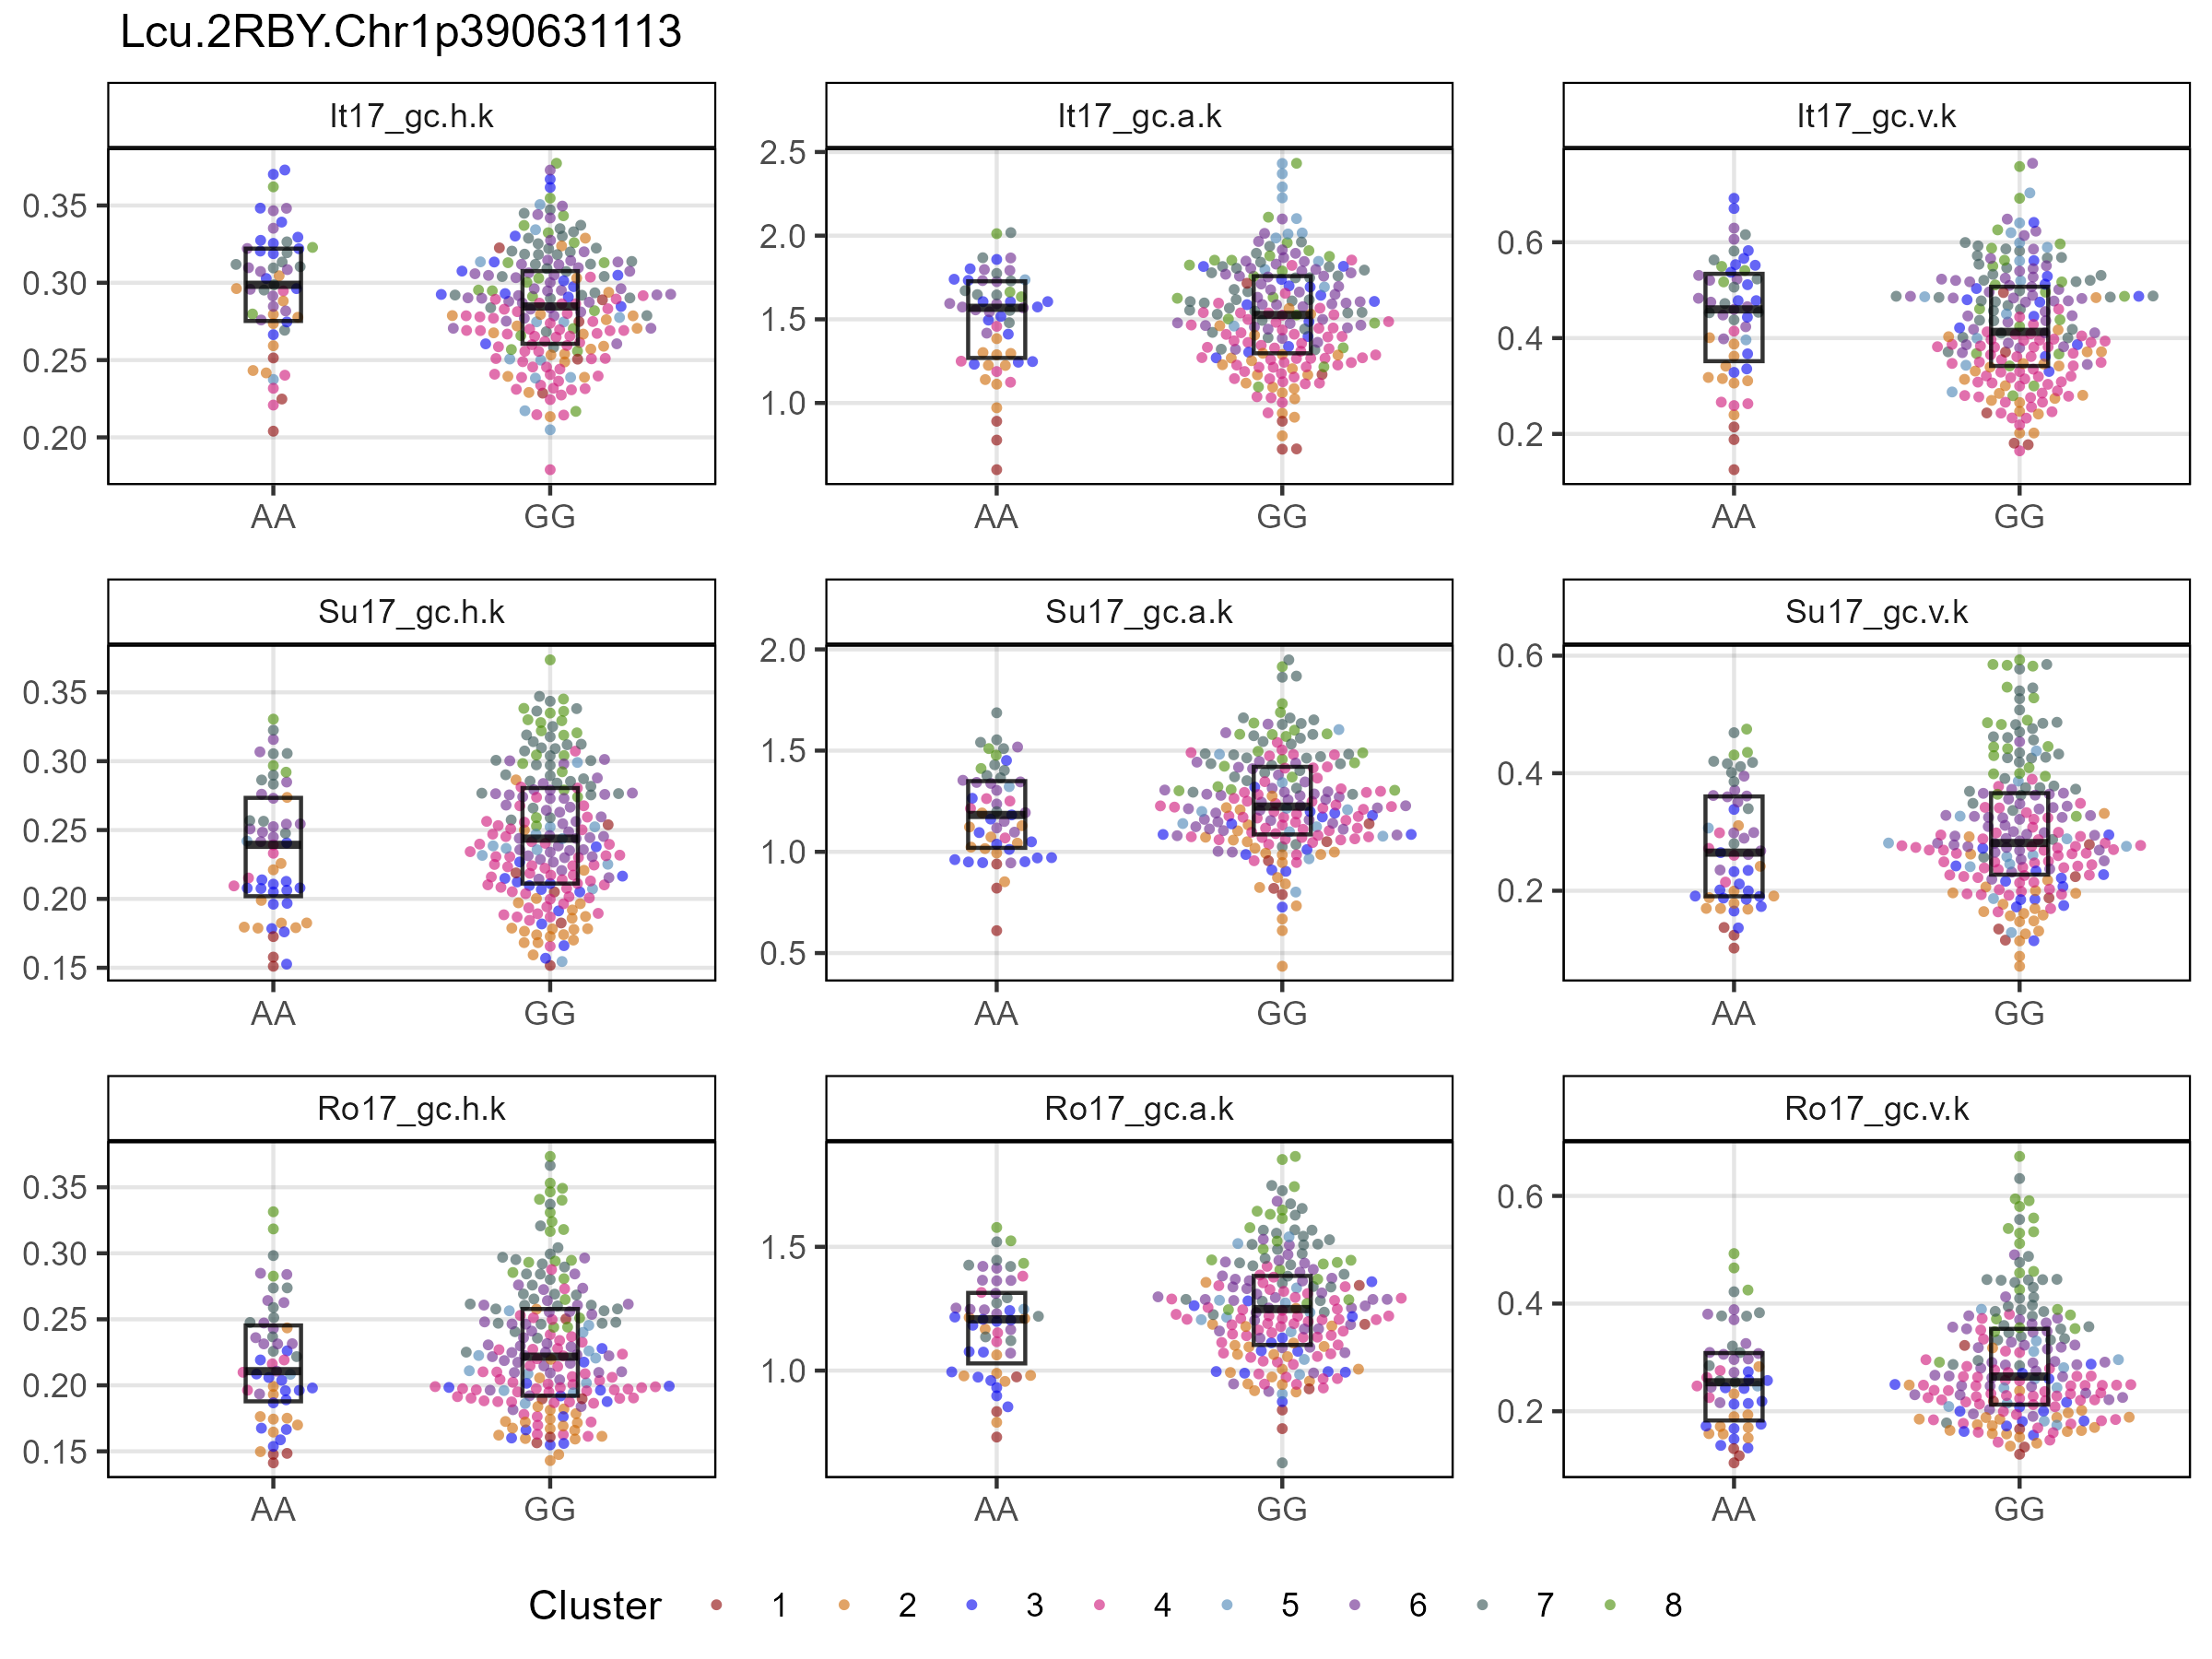 Lcu.2RBY.Chr1p390631113
It17_gc.h.k
It17_gc.a.k
It17_gc.v.k
0.35
0.30
0.25
0.20
AA
GG
2.5
2.0
1.5
1.0
AA
GG
0.6
0.4
0.2
AA
GG
Su17_gc.h.k
Su17_gc.a.k
Su17_gc.v.k
0.35
0.30
0.25
0.20
0.15
AA
GG
2.0
1.5
1.0
0.5
AA
GG
0.6
0.4
0.2
AA
GG
Ro17_gc.h.k
Ro17_gc.a.k
Ro17_gc.v.k
0.35
0.30
0.25
0.20
0.15
AA
GG
1.5
1.0
AA
GG
0.6
0.4
0.2
AA
GG
Cluster 1 2 3 4 5 6 7 8